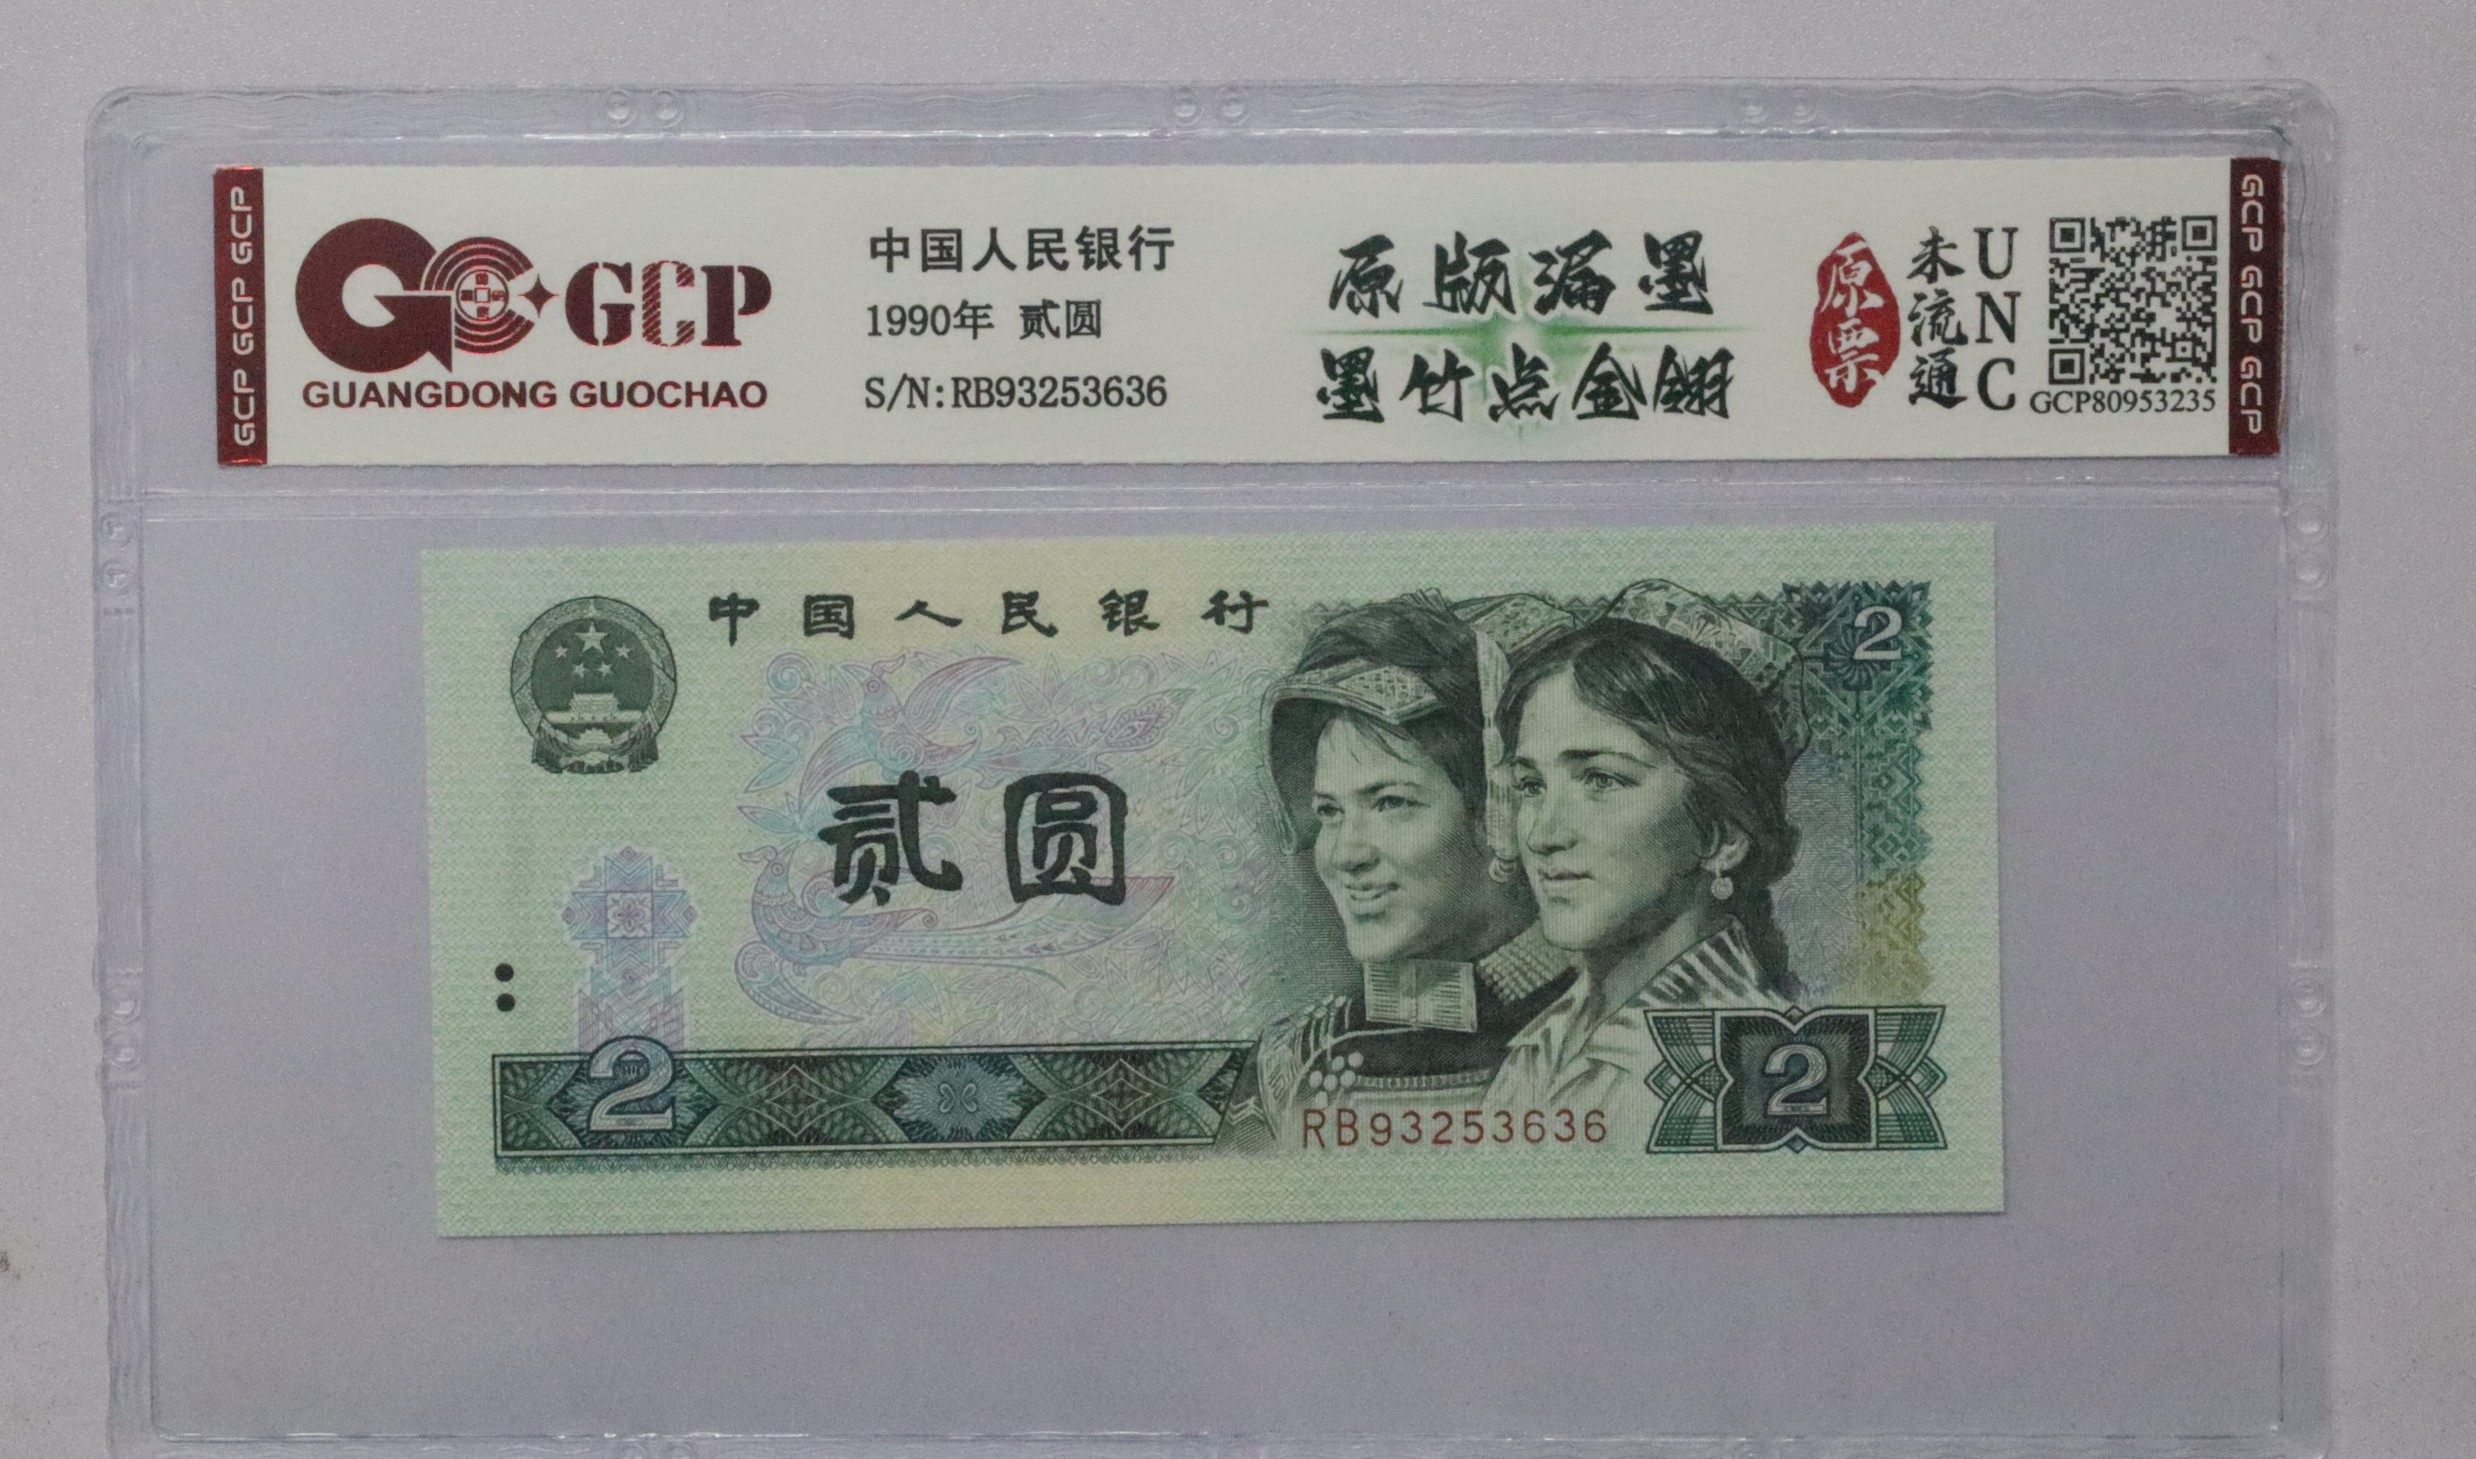 GCP GCP GCP
GCP
GUANGDONG GUOCHAO
中国人民银行
1990年 贰圆
S/N:RB93253636
原版漏墨
墨竹点金翅
原票
未流通
UNC
GCP80953235
GCP GCP GCP
中国人民银行
2
贰圆
2
RB93253636
2